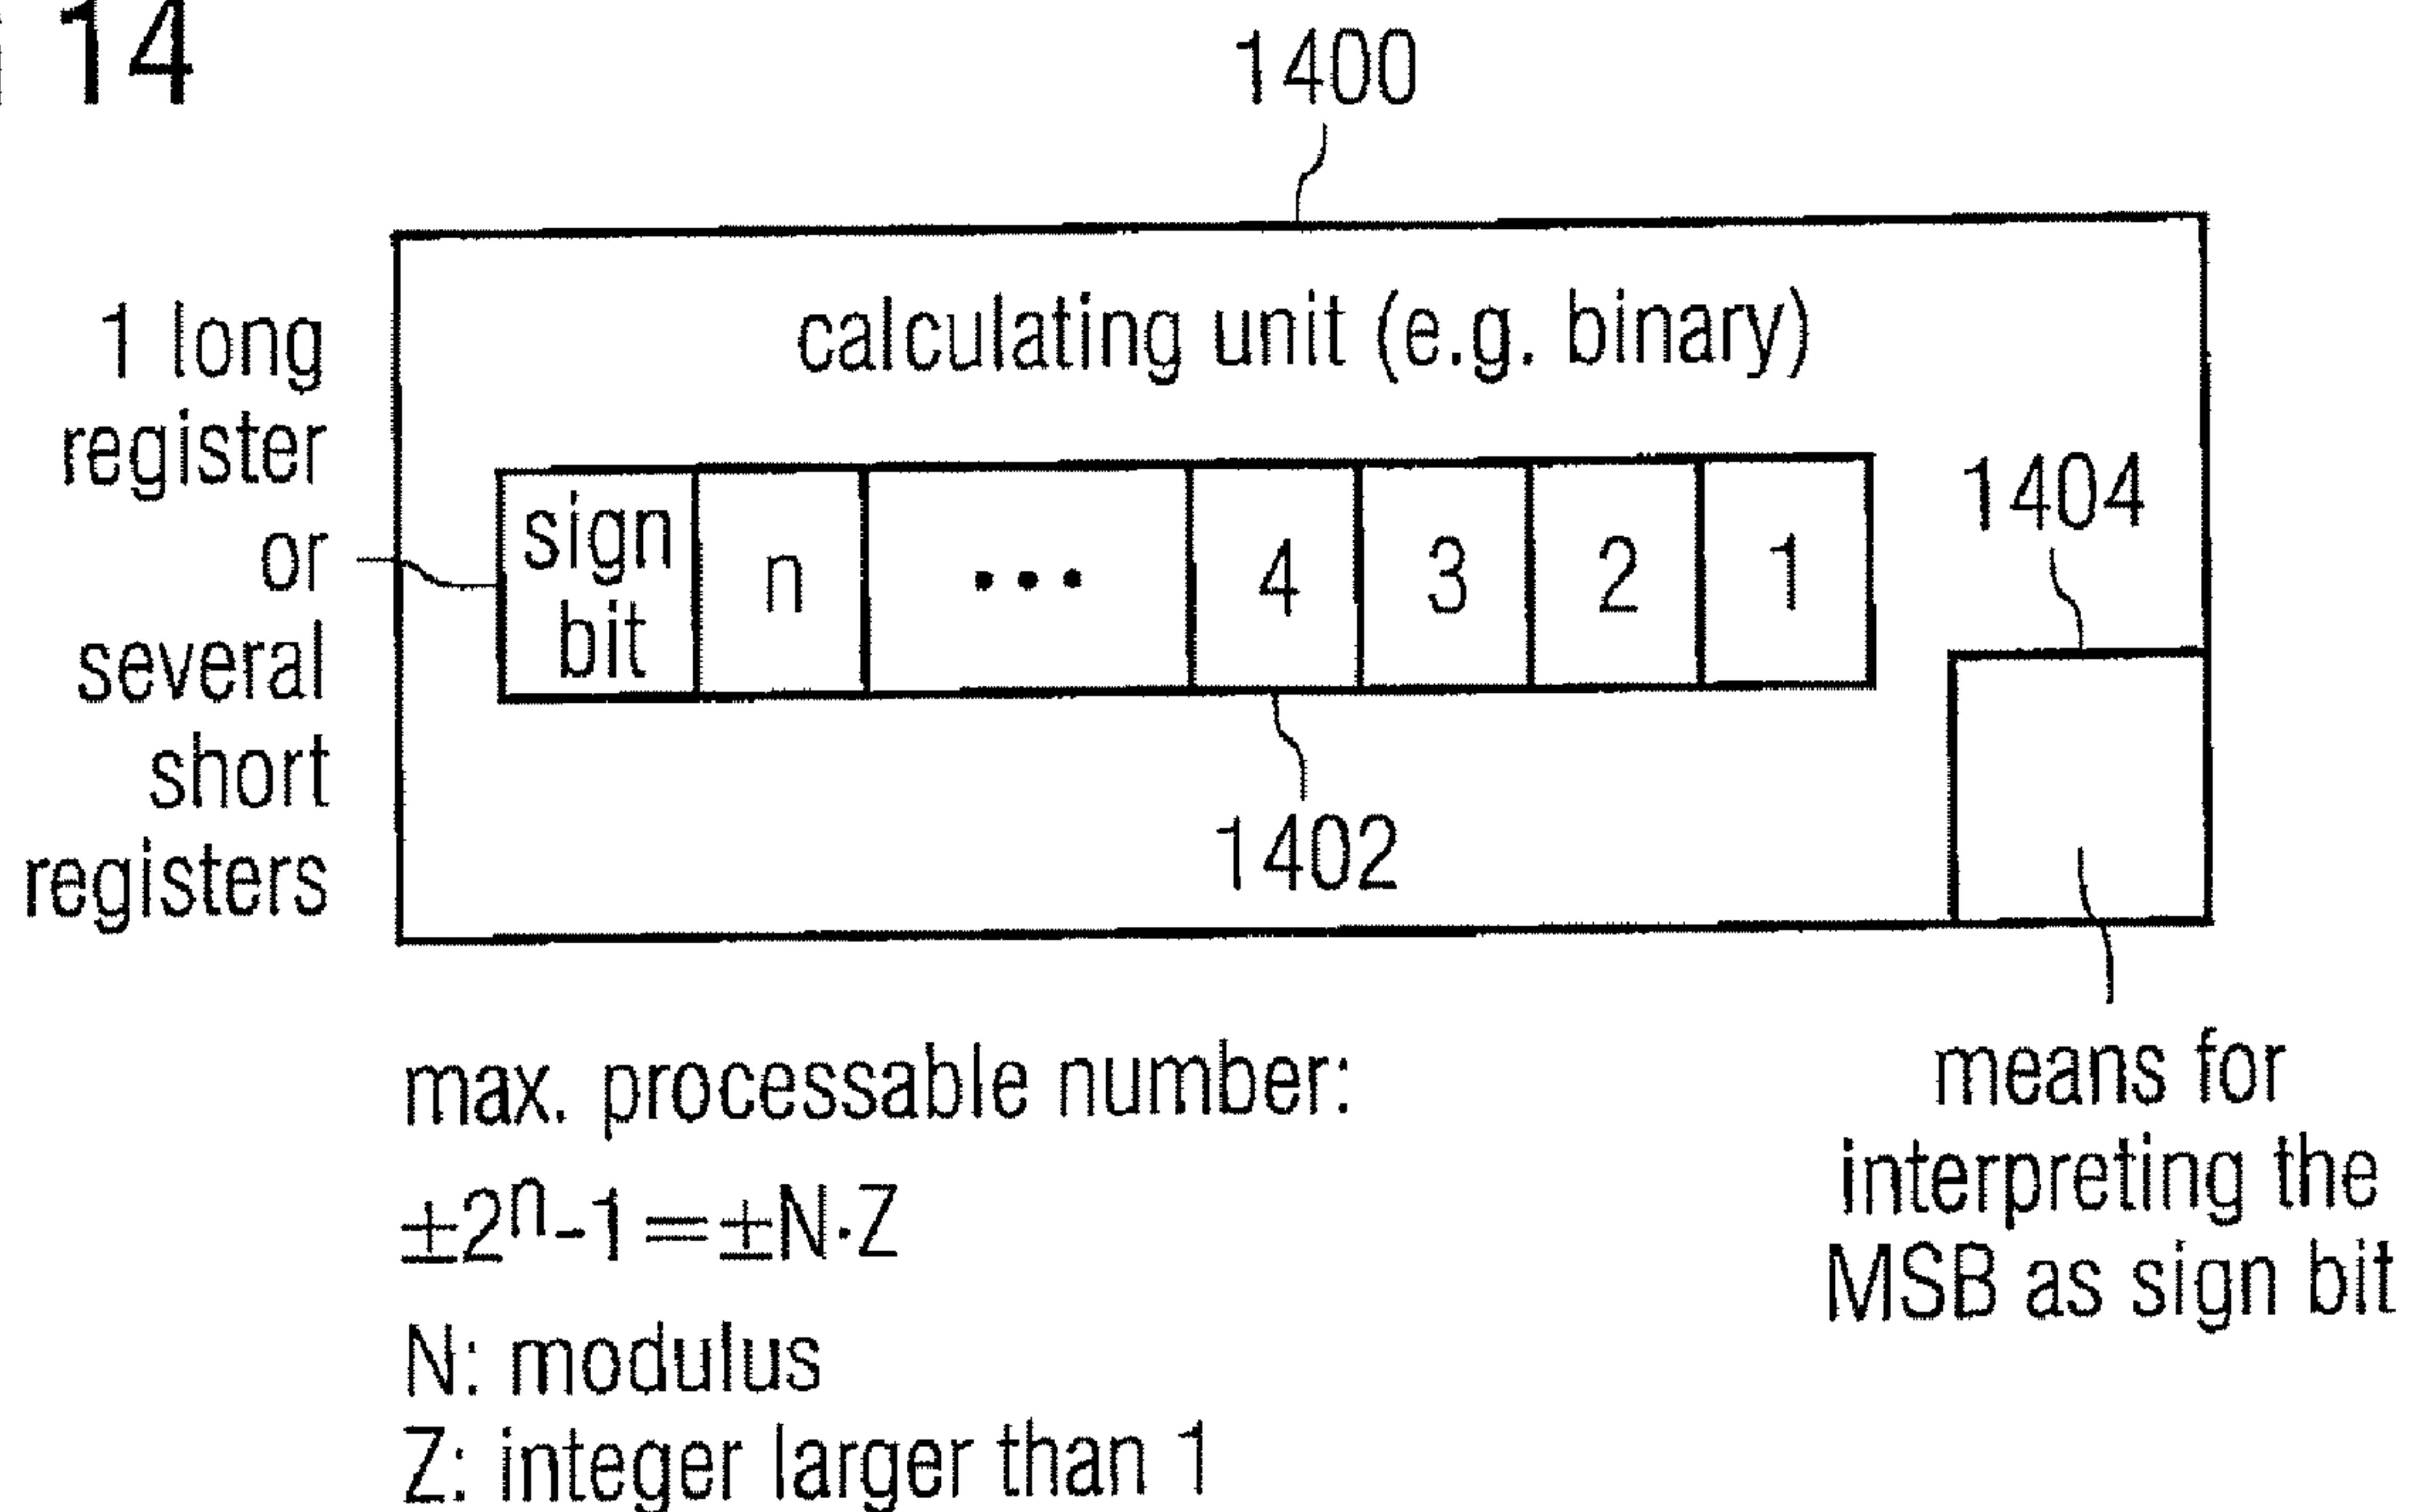 14
1400
calculating unit (e.g. binary)
1 long
register
or
several
short
registers
sign
bit
n ... 4 3 2 1
1404
1402
max. processable number:
±2ⁿ-1=±N·Z
N: modulus
Z: integer larger than 1
means for
interpreting the
MSB as sign bit